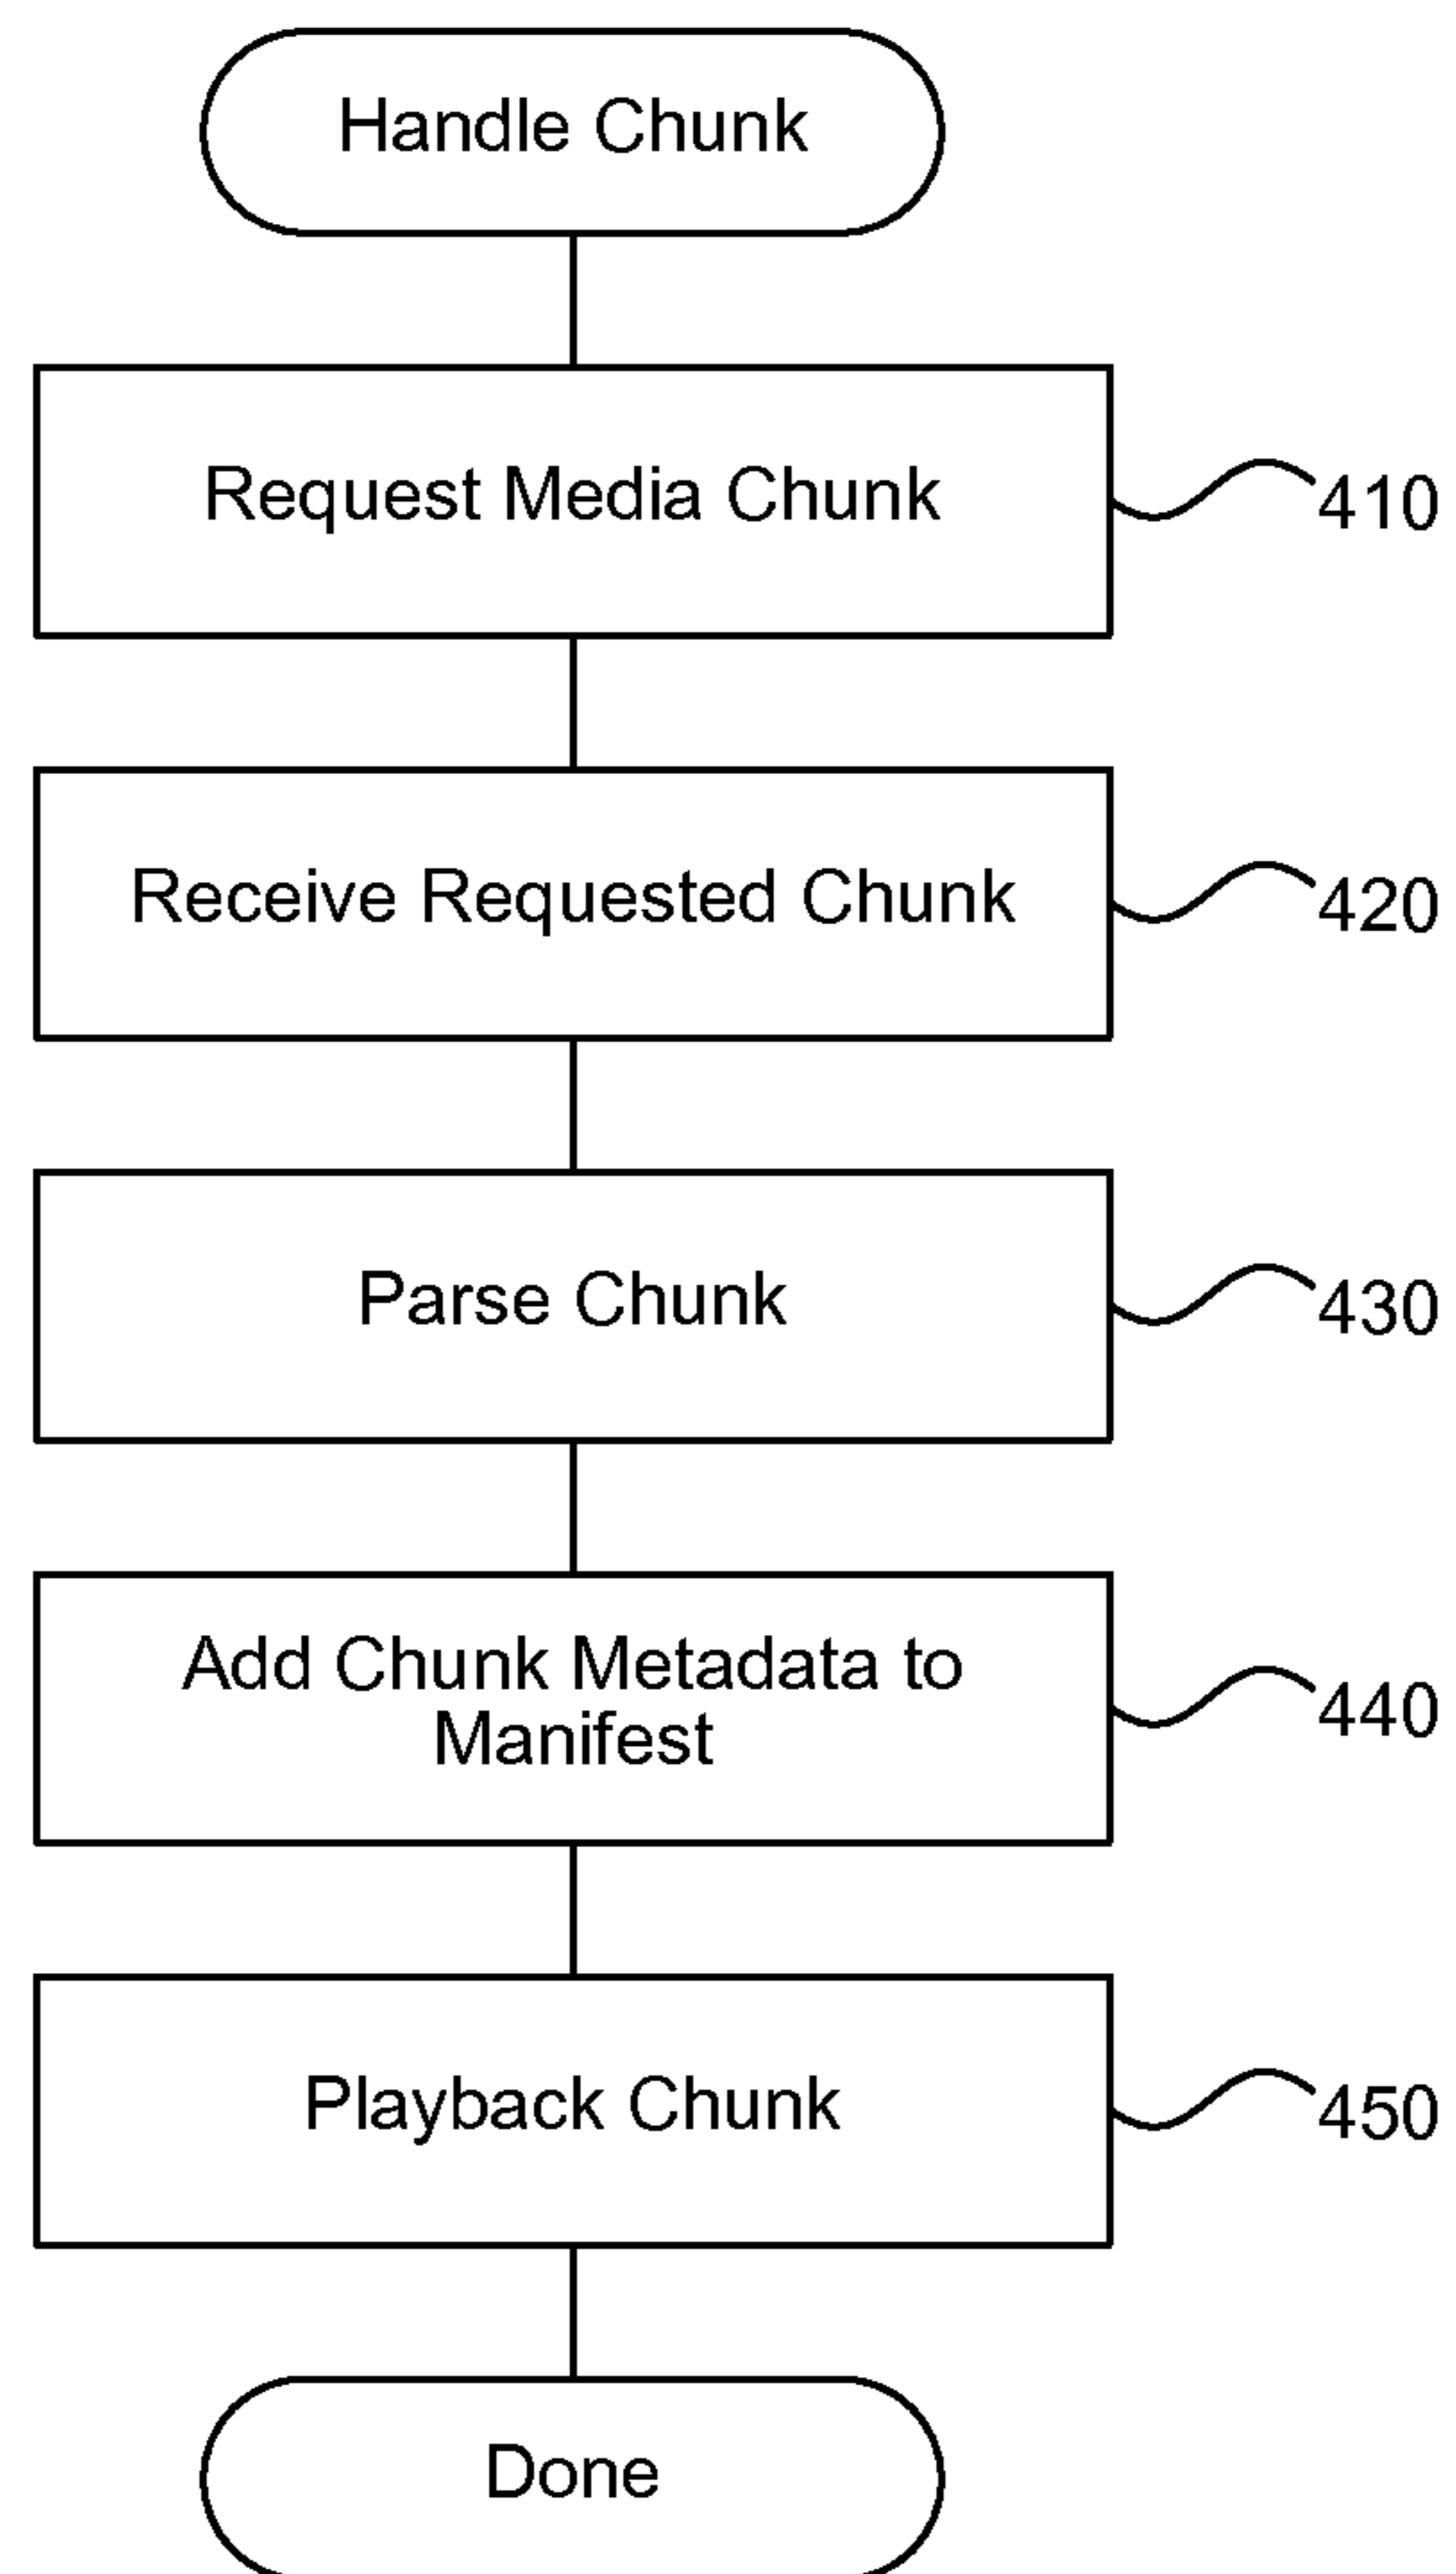 Handle Chunk
Request Media Chunk
410
Receive Requested Chunk
420
Parse Chunk
430
Add Chunk Metadata to
Manifest
440
Playback Chunk
450
Done